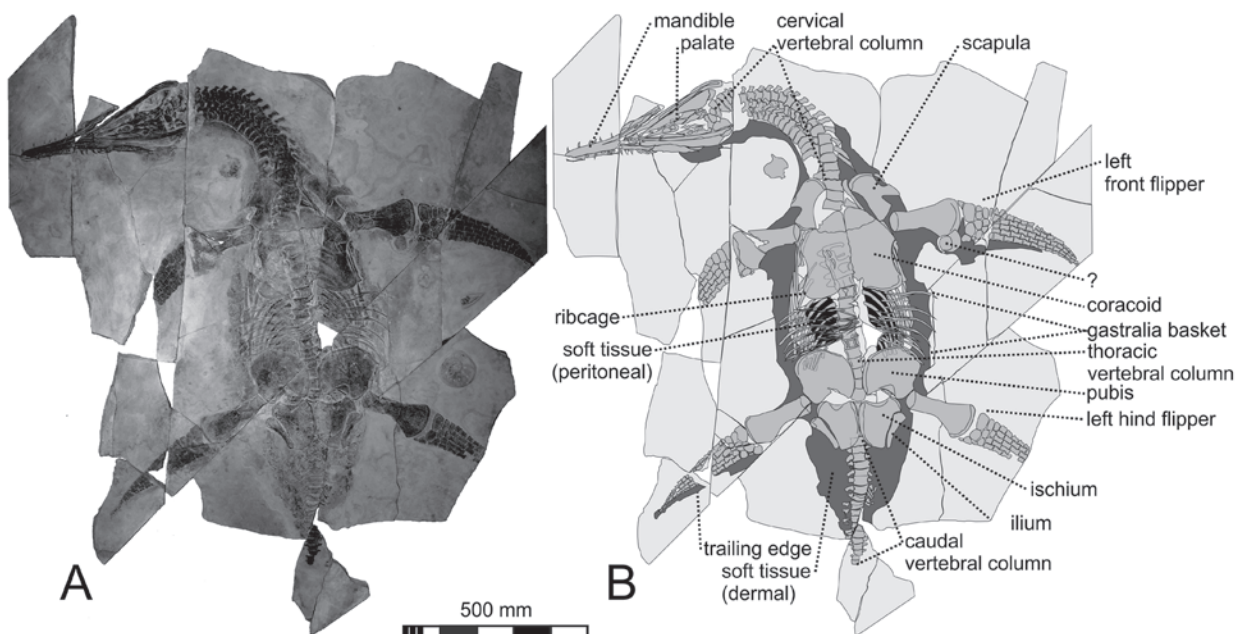 mandible
palate
cervical
vertebral column
scapula
left
front flipper
?
coracoid
ribcage
gastralia basket
soft tissue
(peritoneal)
thoracic
vertebral column
pubis
left hind flipper
ischium
ilium
trailing edge
soft tissue
(dermal)
caudal
vertebral column
A
B
500 mm